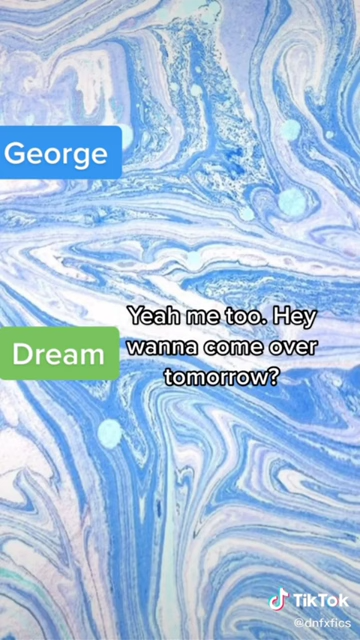 George
Yeah me too. Hey
Dream
wanna come over
tomorrow?
TikTok
@dnfxfics